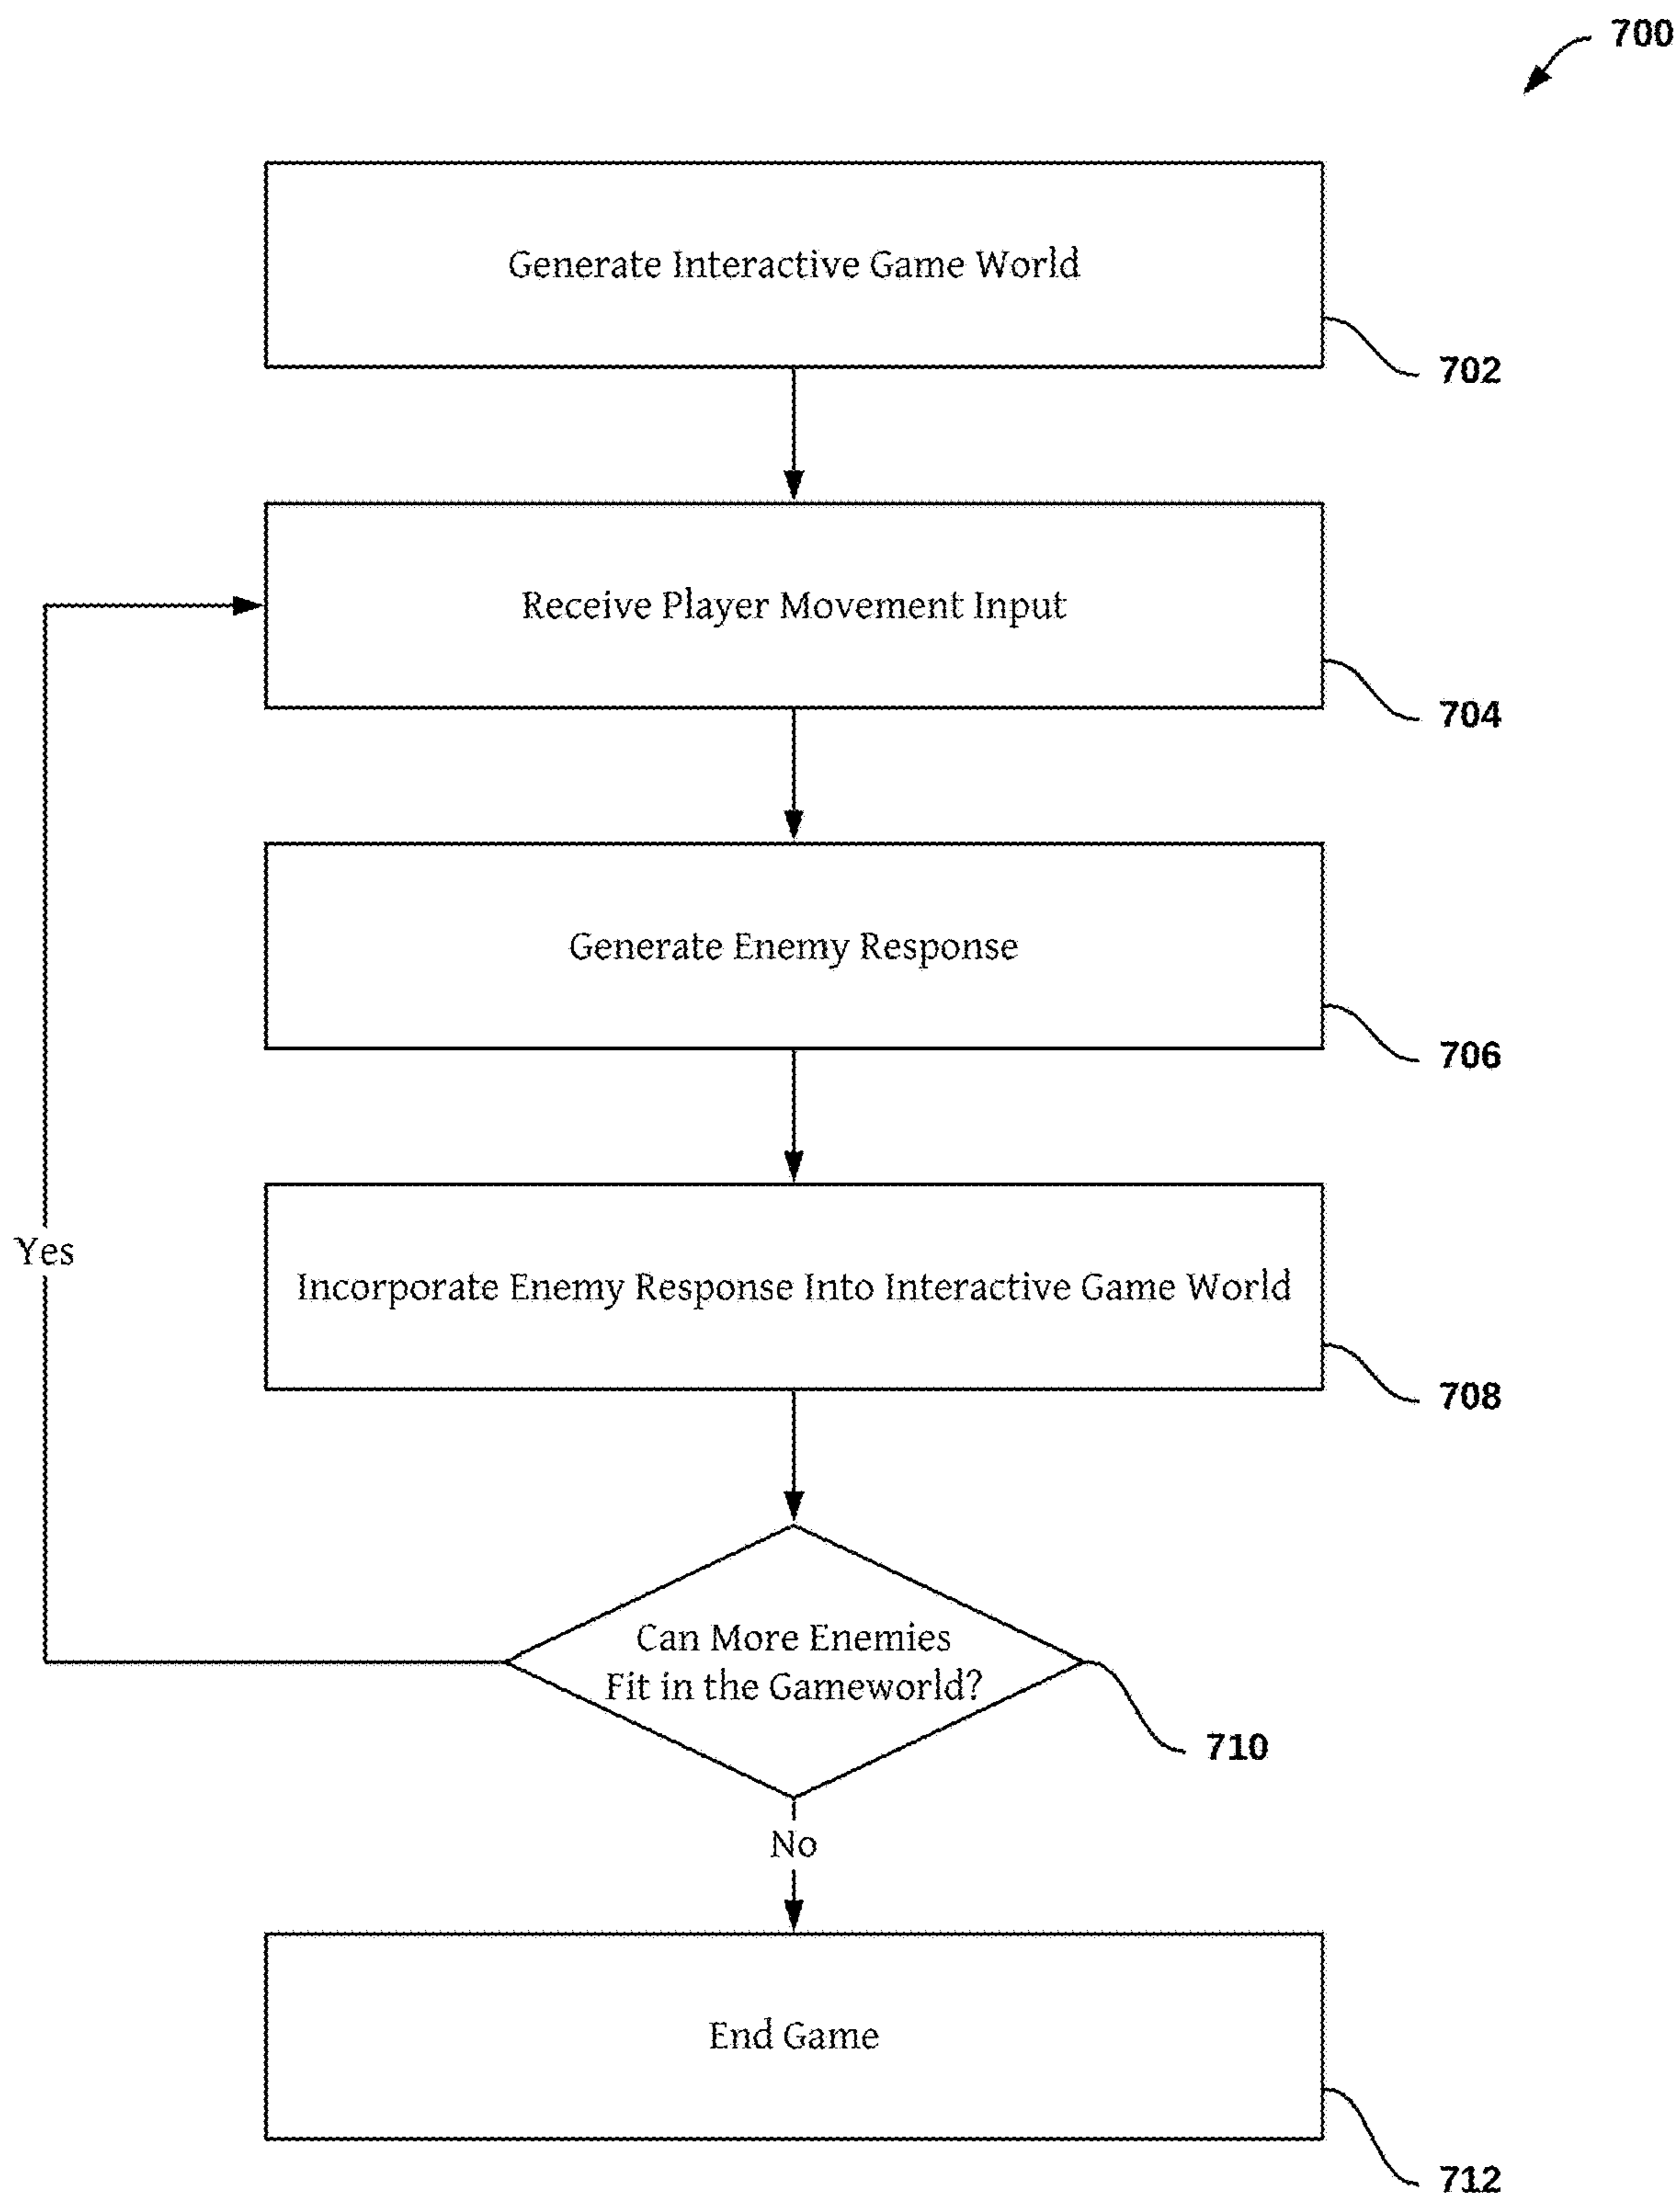 700
Generate Interactive Game World
702
Receive Player Movement Input
704
Generate Enemy Response
706
Yes
Incorporate Enemy Response Into Interactive Game World
708
Can More Enemies
Fit in the Gameworld?
710
No
End Game
712